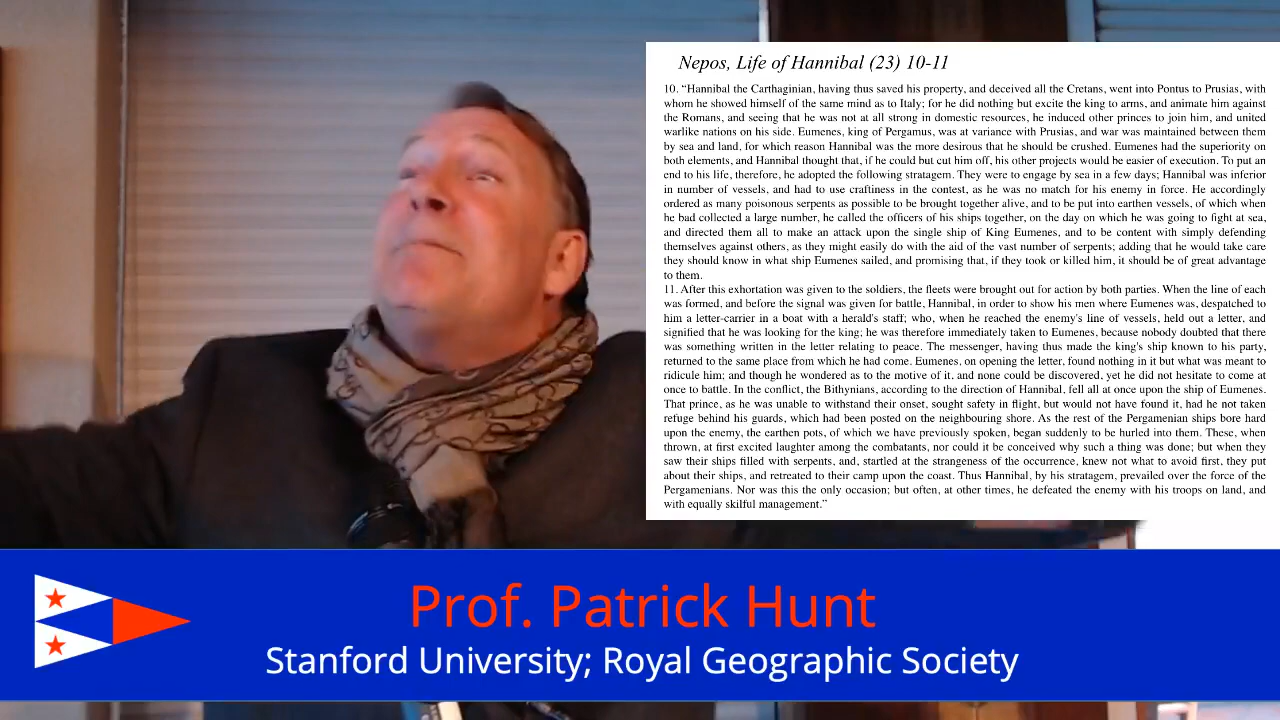 Nepos, Life of Hannibal (23) 10-11
10. “Hannibal the Carthaginian, having thus saved his property, and deceived all the Cretans, went into Pontus to Prusias, with
whom he showed himself of the same mind as to Italy; for he did nothing but excite the king to arms, and animate him against
the Romans, and seeing that he was not at all strong in domestic resources, he induced other princes to join him, and united
warlike nations on his side. Eumenes, king of Pergamus, was at variance with Prusias, and war was maintained between them
by sea and land, for which reason Hannibal was the more desirous that he should be crushed. Eumenes had the superiority on
both elements, and Hannibal thought that, if he could but cut him off, his other projects would be easier of execution. To put an
end to his life, therefore, he adopted the following stratagem. They were to engage by sea in a few days; Hannibal was inferior
in number of vessels, and had to use craftiness in the contest, as he was no match for his enemy in force. He accordingly
ordered as many poisonous serpents as possible to be brought together alive, and to be put into earthen vessels, of which when
he bad collected a large number, he called the officers of his ships together, on the day on which he was going to fight at sea,
and directed them all to make an attack upon the single ship of King Eumenes, and to be content with simply defending
themselves against others, as they might easily do with the aid of the vast number of serpents; adding that he would take care
they should know in what ship Eumenes sailed, and promising that, if they took or killed him, it should be of great advantage
to them.
11. After this exhortation was given to the soldiers, the fleets were brought out for action by both parties. When the line of each
was formed, and before the signal was given for battle, Hannibal, in order to show his men where Eumenes was, despatched to
him a letter-carrier in a boat with a herald's staff; who, when he reached the enemy's line of vessels, held out a letter, and
signified that he was looking for the king; he was therefore immediately taken to Eumenes, because nobody doubted that there
was something written in the letter relating to peace. The messenger, having thus made the king's ship known to his party,
returned to the same place from which he had come. Eumenes, on opening the letter, found nothing in it but what was meant to
ridicule him; and though he wondered as to the motive of it, and none could be discovered, yet he did not hesitate to come at
once to battle. In the conflict, the Bithynians, according to the direction of Hannibal, fell all at once upon the ship of Eumenes.
That prince, as he was unable to withstand their onset, sought safety in flight, but would not have found it, had he not taken
refuge behind his guards, which had been posted on the neighbouring shore. As the rest of the Pergamenian ships bore hard
upon the enemy, the earthen pots, of which we have previously spoken, began suddenly to be hurled into them. These, when
thrown, at first excited laughter among the combatants, nor could it be conceived why such a thing was done; but when they
saw their ships filled with serpents, and, startled at the strangeness of the occurrence, knew not what to avoid first, they put
about their ships, and retreated to their camp upon the coast. Thus Hannibal, by his stratagem, prevailed over the force of the
Pergamenians. Nor was this the only occasion; but often, at other times, he defeated the enemy with his troops on land, and
with equally skilful management.”
Prof. Patrick Hunt
Stanford University; Royal Geographic Society